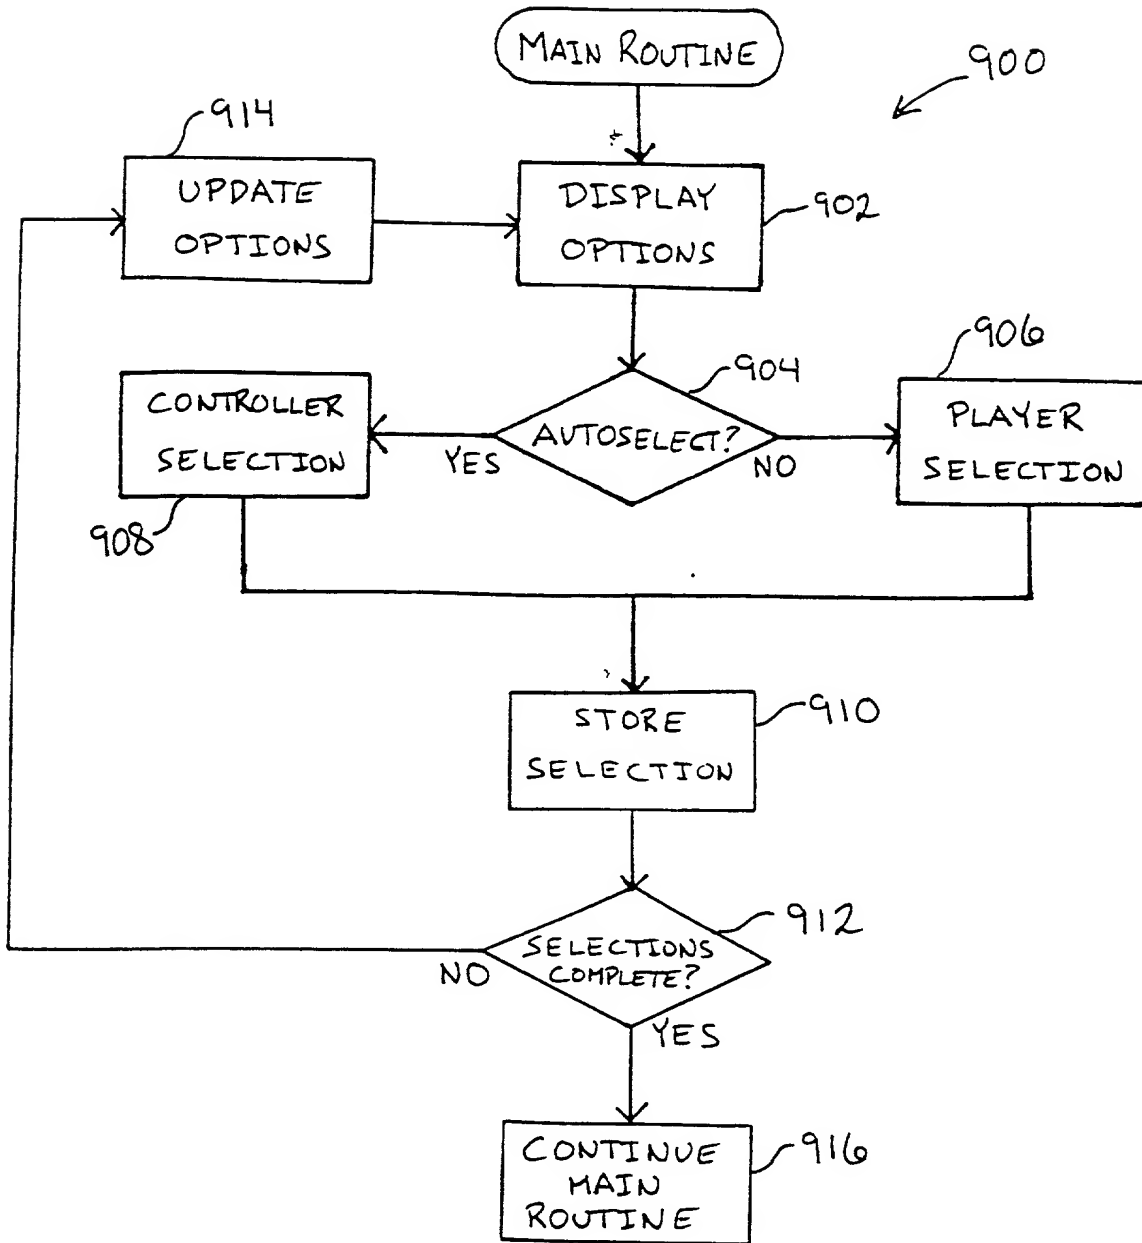 MAIN ROUTINE
900
914
UPDATE
OPTIONS
DISPLAY
OPTIONS
902
904
906
CONTROLLER
SELECTION
AUTOSELECT?
YES
NO
PLAYER
SELECTION
908
STORE
SELECTION
910
912
SELECTIONS
COMPLETE?
NO
YES
CONTINUE
MAIN
ROUTINE
916